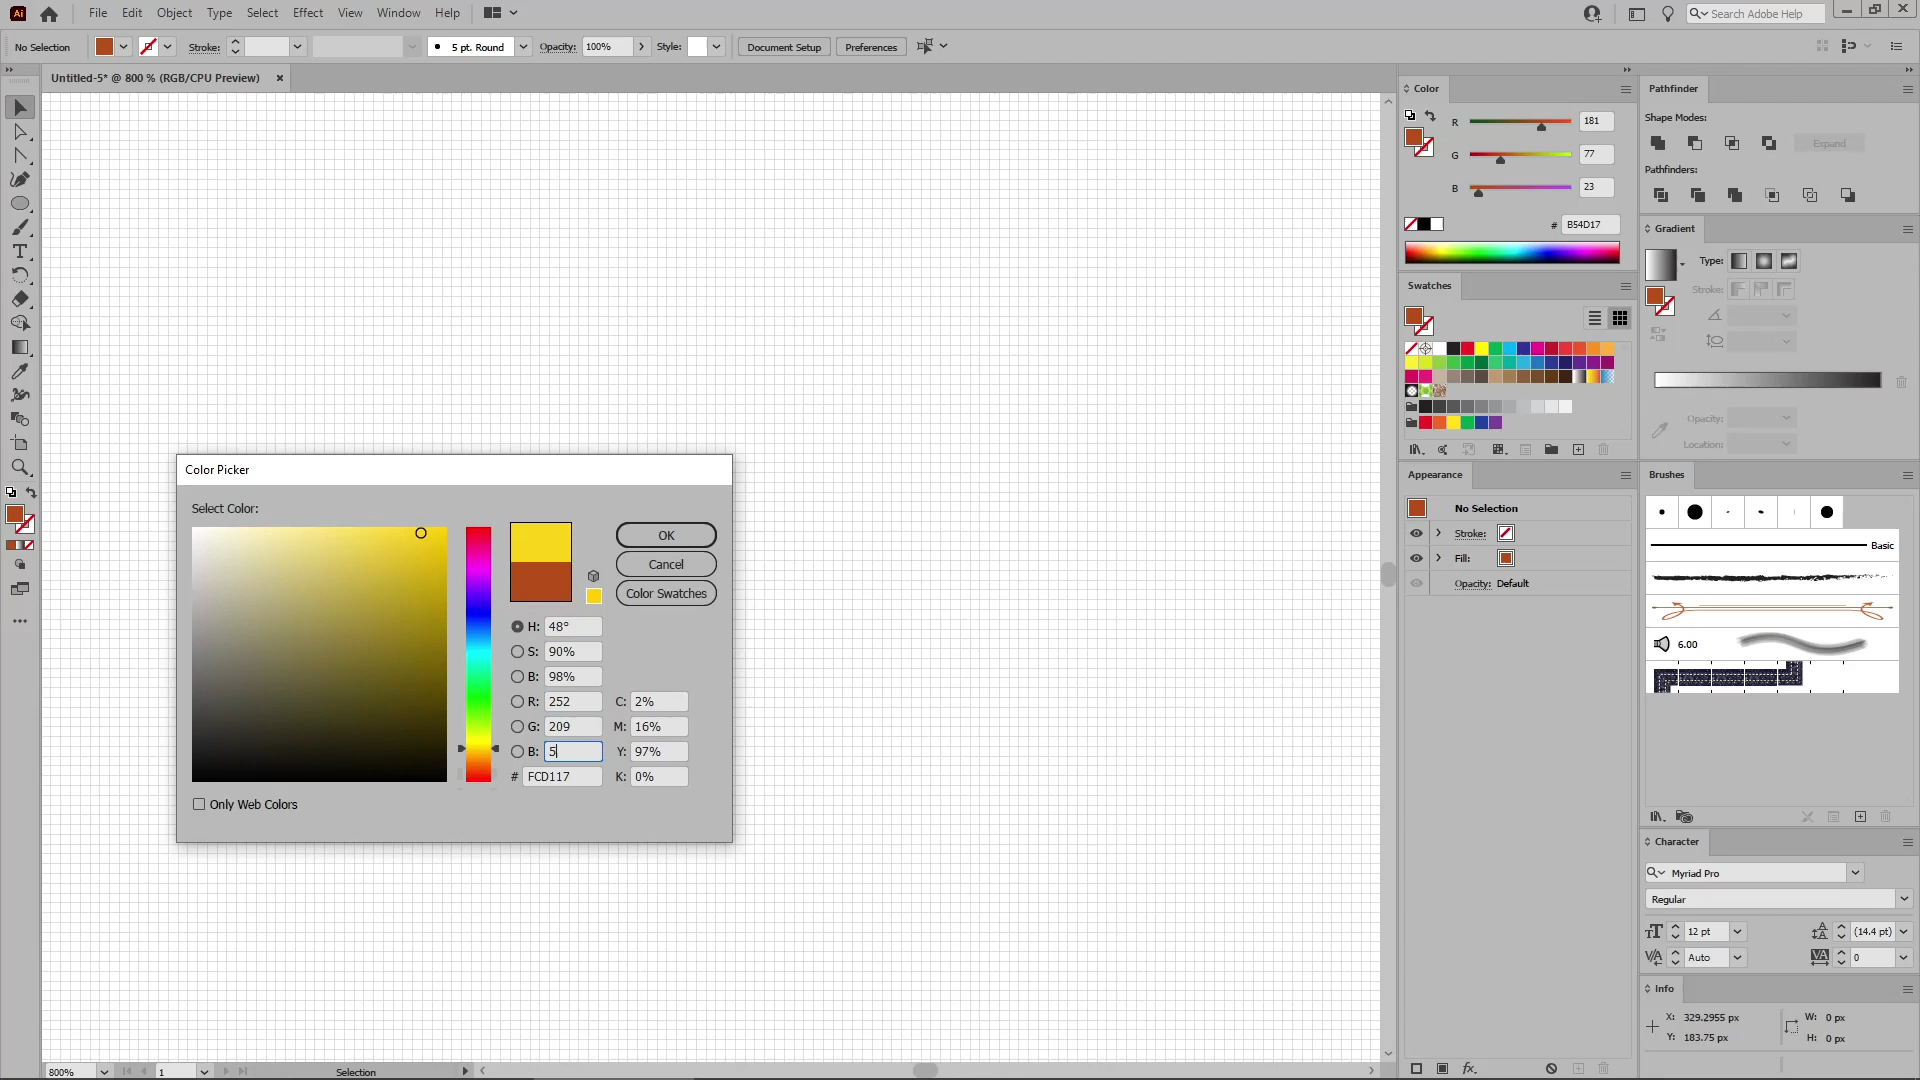 Ai File Edit Object Type Select Effect View Window Help Search Adobe Help
No Selection Stroke: 5 pt. Round Opacity: 100% Style: Document Setup Preferences
Untitled-5* @ 800 % (RGB/CPU Preview)
Color Picker
Select Color:
OK
Cancel
Color Swatches
H: 48°
S: 90%
B: 98%
R: 252 C: 2%
G: 209 M: 16%
B: 5 Y: 97%
# FCD117 K: 0%
Only Web Colors
800% 1 Selection
Color
R 181
G 77
B 23
# B54D17
Swatches
Appearance
No Selection
Stroke:
Fill:
Opacity: Default
fx.
Pathfinder
Shape Modes:
Expand
Pathfinders:
Gradient
Type:
Stroke:
Opacity:
Location:
Brushes
Basic
6.00
Character
Myriad Pro
Regular
12 pt (14.4 pt)
Auto 0
Info
X: 329.2955 px W: 0 px
Y: 183.75 px H: 0 px